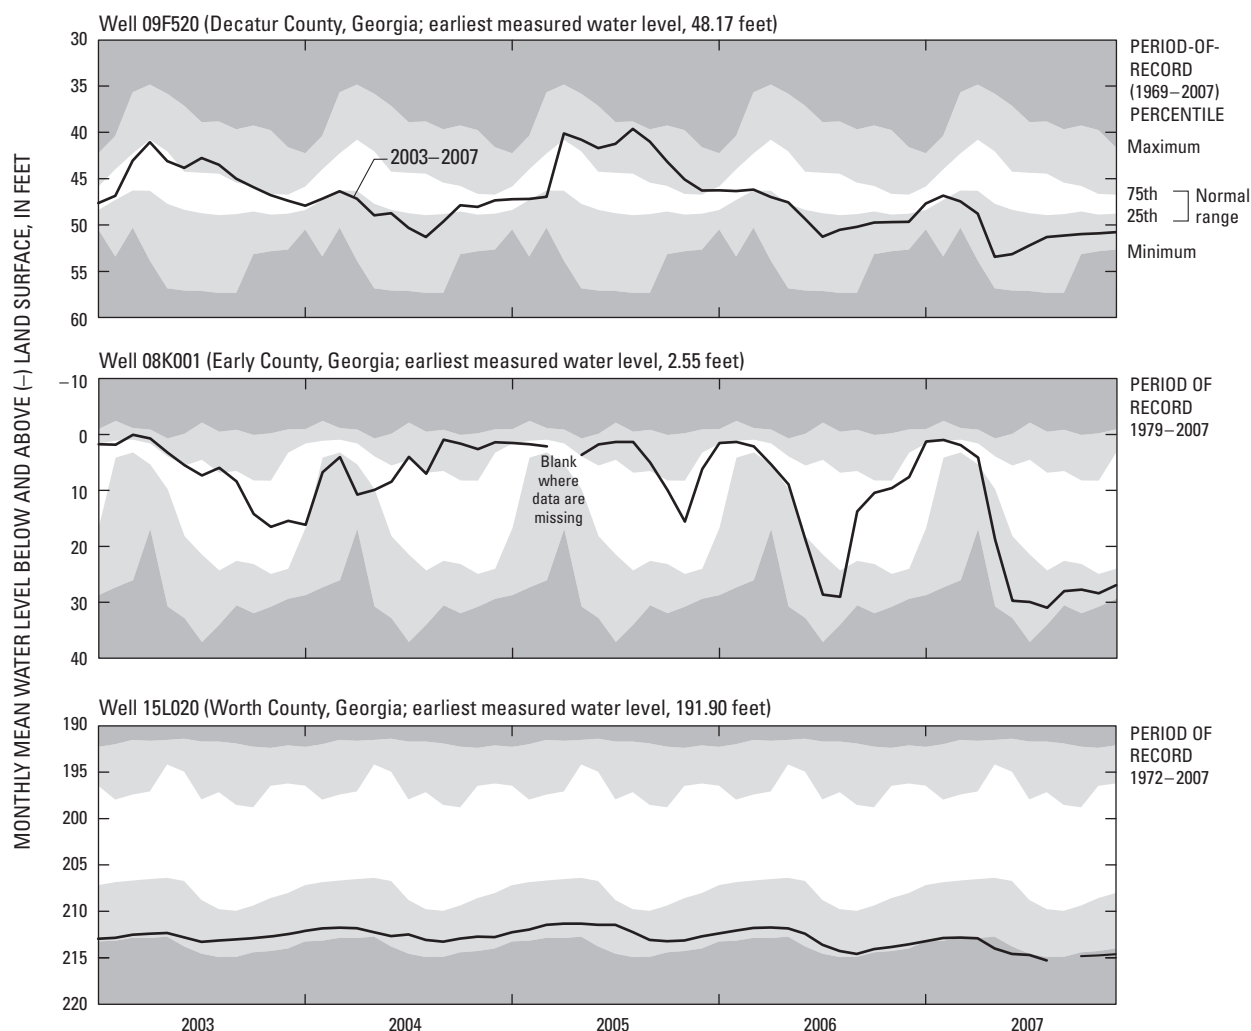 Well 09F520 (Decatur County, Georgia; earliest measured water level, 48.17 feet)
30
35
40
45
50
55
60
2003–2007
PERIOD-OF-
RECORD
(1969–2007)
PERCENTILE
Maximum
75th
25th
Normal
range
Minimum
MONTHLY MEAN WATER LEVEL BELOW AND ABOVE (–) LAND SURFACE, IN FEET
Well 08K001 (Early County, Georgia; earliest measured water level, 2.55 feet)
–10
0
10
20
30
40
Blank
where
data are
missing
PERIOD OF
RECORD
1979–2007
Well 15L020 (Worth County, Georgia; earliest measured water level, 191.90 feet)
190
195
200
205
210
215
220
PERIOD OF
RECORD
1972–2007
2003
2004
2005
2006
2007